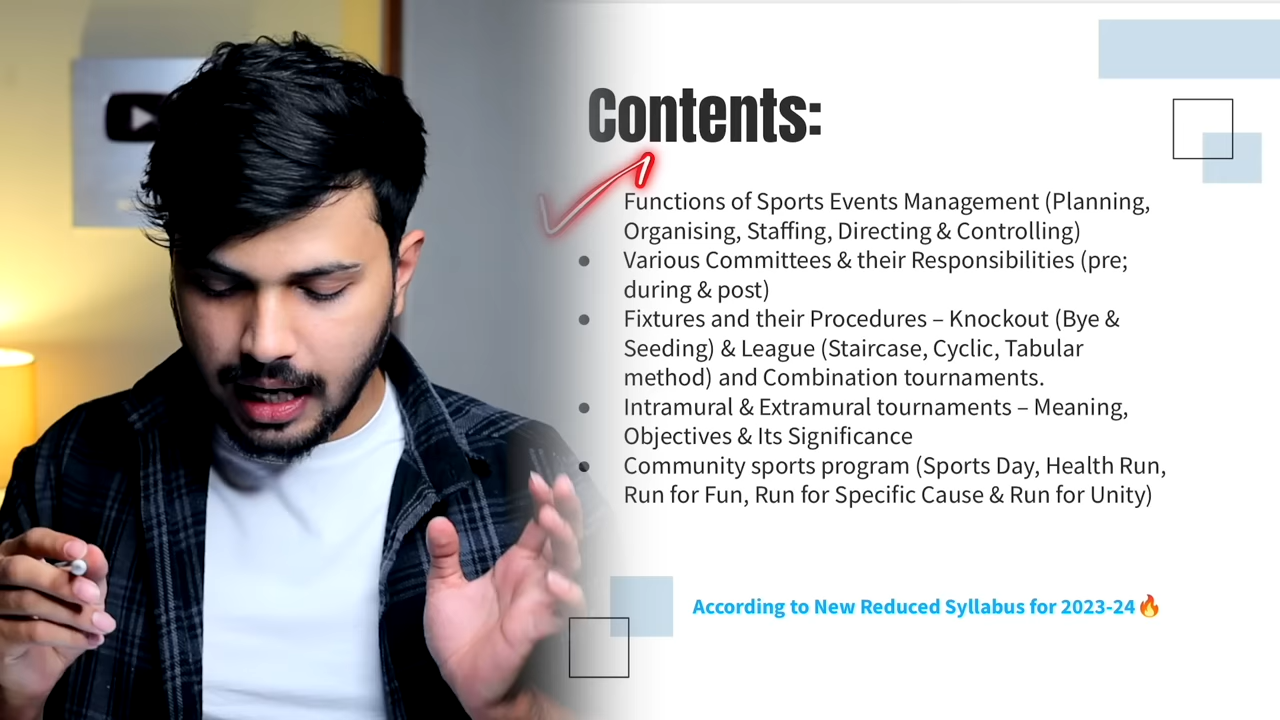 Contents:
Functions of Sports Events Management (Planning,
Organising, Staffing, Directing & Controlling)
● Various Committees & their Responsibilities (pre;
during & post)
● Fixtures and their Procedures – Knockout (Bye &
Seeding) & League (Staircase, Cyclic, Tabular
method) and Combination tournaments.
● Intramural & Extramural tournaments – Meaning,
Objectives & Its Significance
● Community sports program (Sports Day, Health Run,
Run for Fun, Run for Specific Cause & Run for Unity)
According to New Reduced Syllabus for 2023-24🔥